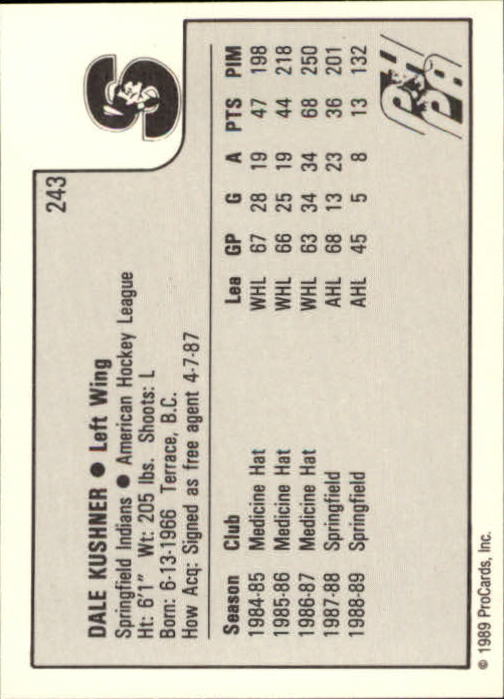 243
DALE KUSHNER ● Left Wing
Springfield Indians ● American Hockey League
Ht: 6'1" Wt: 205 lbs. Shoots: L
Born: 6-13-1966 Terrace, B.C.
How Acq: Signed as free agent 4-7-87
Season Club Lea GP G A PTS PIM
1984-85 Medicine Hat WHL 67 28 19 47 198
1985-86 Medicine Hat WHL 66 25 19 44 218
1986-87 Medicine Hat WHL 63 34 34 68 250
1987-88 Springfield AHL 68 13 23 36 201
1988-89 Springfield AHL 45 5 8 13 132
© 1989 ProCards, Inc.
S